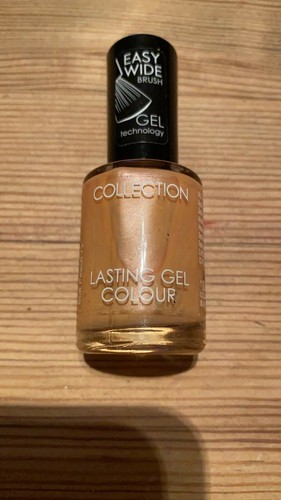 EASY
WIDE
BRUSH
GEL
technology
COLLECTION
LASTING GEL
COLOUR